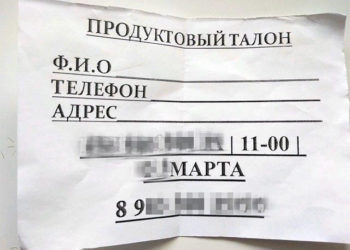 ПРОДУКТОВЫЙ ТАЛОН
Ф.И.О
ТЕЛЕФОН
АДРЕС
| 11-00 |
МАРТА
8 9